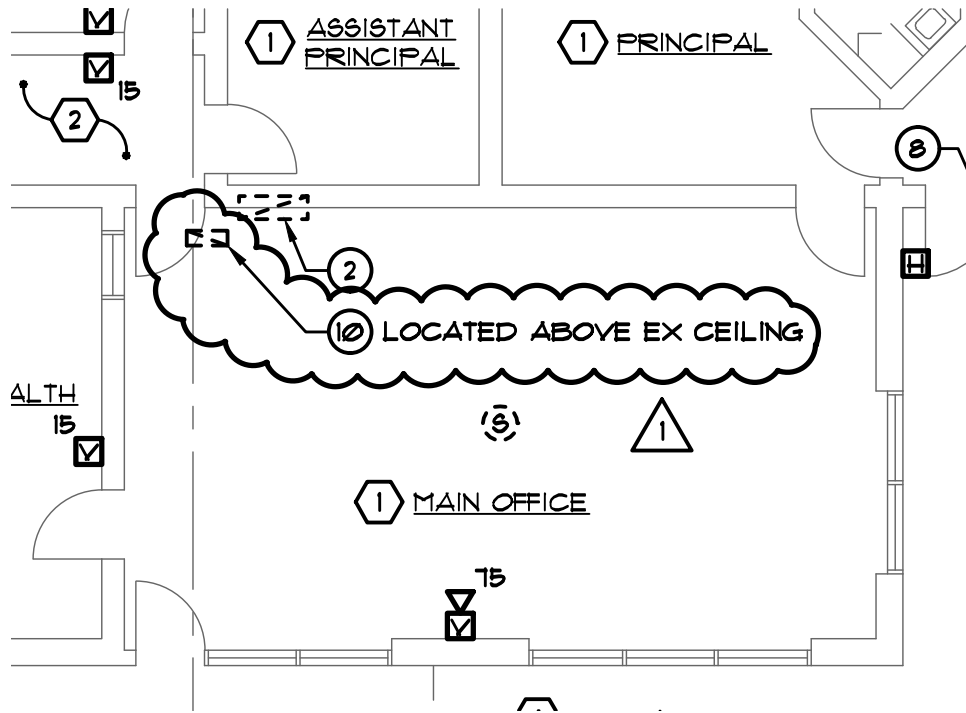 V
V
15
2
1
ASSISTANT
PRINCIPAL
1
PRINCIPAL
8
H
2
10 LOCATED ABOVE EX CEILING
ALTH
15
V
S
1
1
MAIN OFFICE
75
V